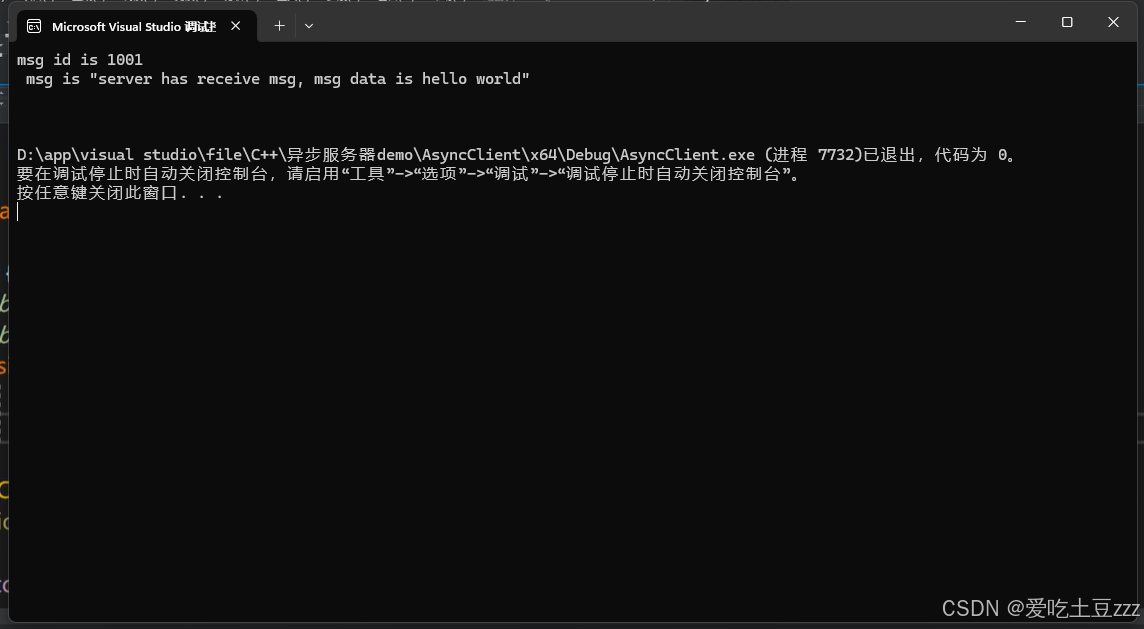 Microsoft Visual Studio 调试控
msg id is 1001
msg is "server has receive msg, msg data is hello world"
D:\app\visual studio\file\C++\异步服务器demo\AsyncClient\x64\Debug\AsyncClient.exe (进程 7732)已退出，代码为 0。
要在调试停止时自动关闭控制台，请启用“工具”->“选项”->“调试”->“调试停止时自动关闭控制台”。
按任意键关闭此窗口. . .
CSDN @爱吃土豆zzz